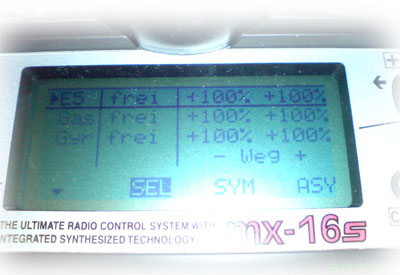 ►E5 frei +100% +100%
Gas frei +100% +100%
Gyr frei +100% +100%
- Weg +
▼ SEL SYM ASY
THE ULTIMATE RADIO CONTROL SYSTEM WITH
INTEGRATED SYNTHESIZED TECHNOLOGY
mx-16s
C